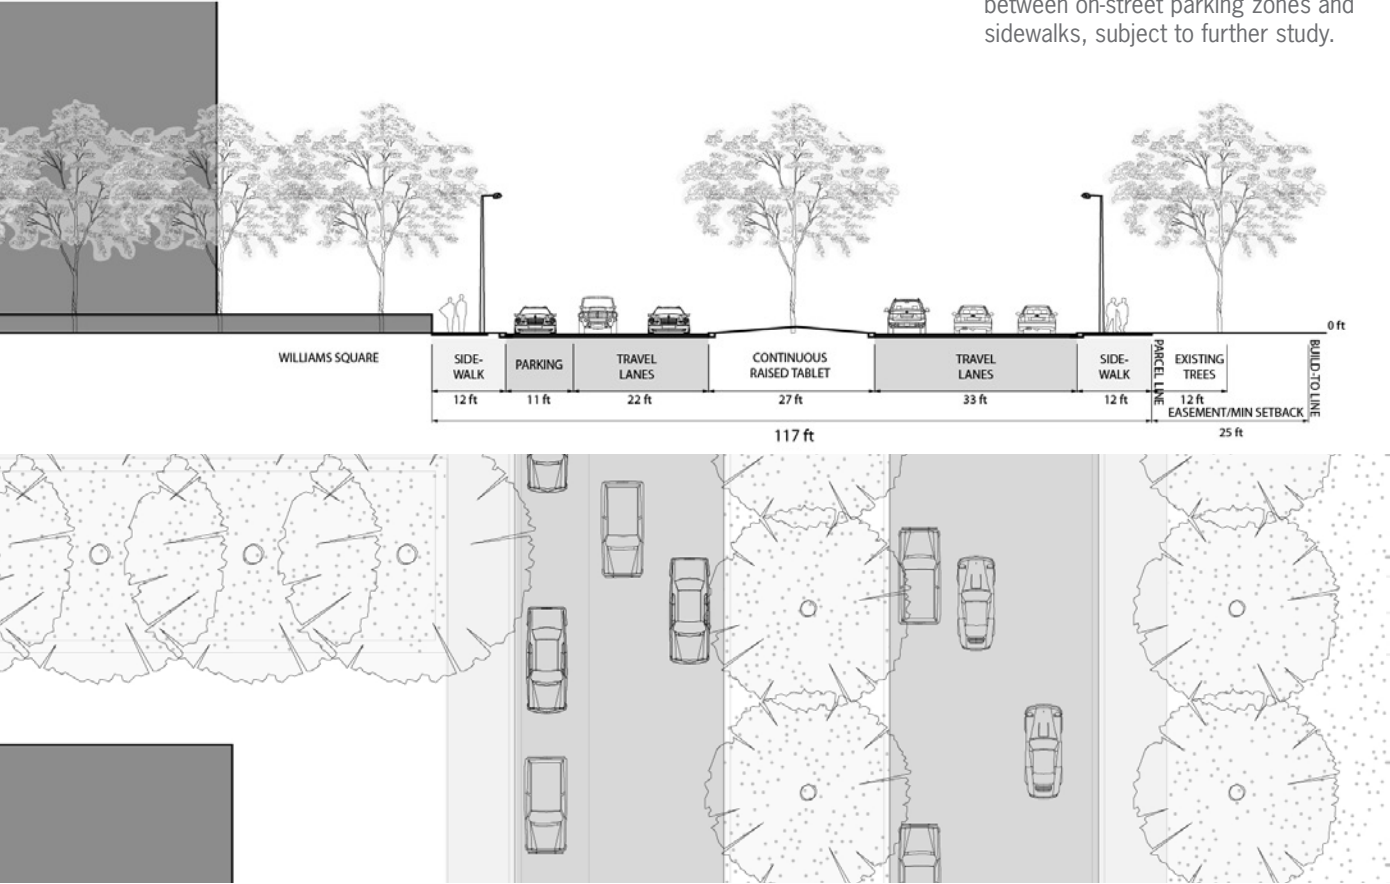 between on-street parking zones and
sidewalks, subject to further study.
0 ft
WILLIAMS SQUARE
SIDE-
WALK
PARKING
TRAVEL
LANES
CONTINUOUS
RAISED TABLET
TRAVEL
LANES
SIDE-
WALK
PARCEL LINE
EXISTING
TREES
BUILD-TO LINE
12 ft
11 ft
22 ft
27 ft
33 ft
12 ft
12 ft
EASEMENT/MIN SETBACK
117 ft
25 ft